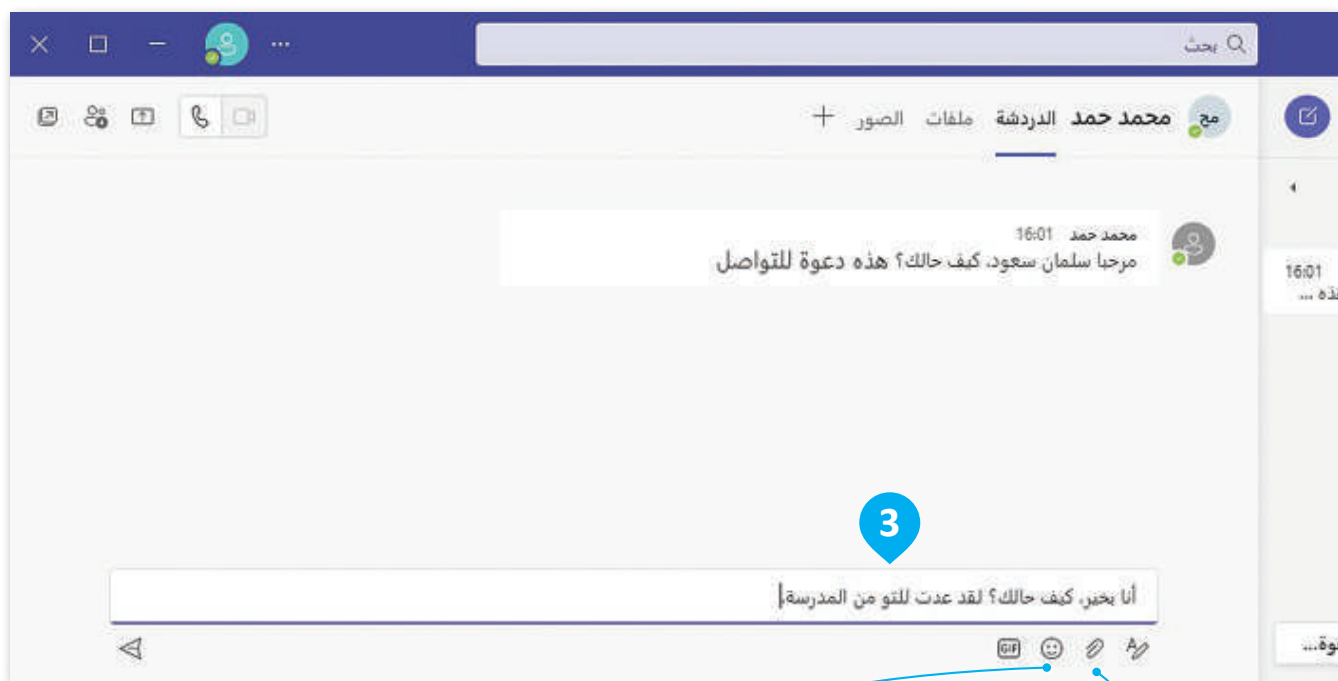 بحث
محمد حمد الدردشة ملفات الصور
مح
محمد حمد 16:01
مرحبا سلمان سعود، كيف حالك؟ هذه دعوة للتواصل
16:01
3
أنا بخير، كيف حالك؟ لقد عدت للتو من المدرسة.
GIF